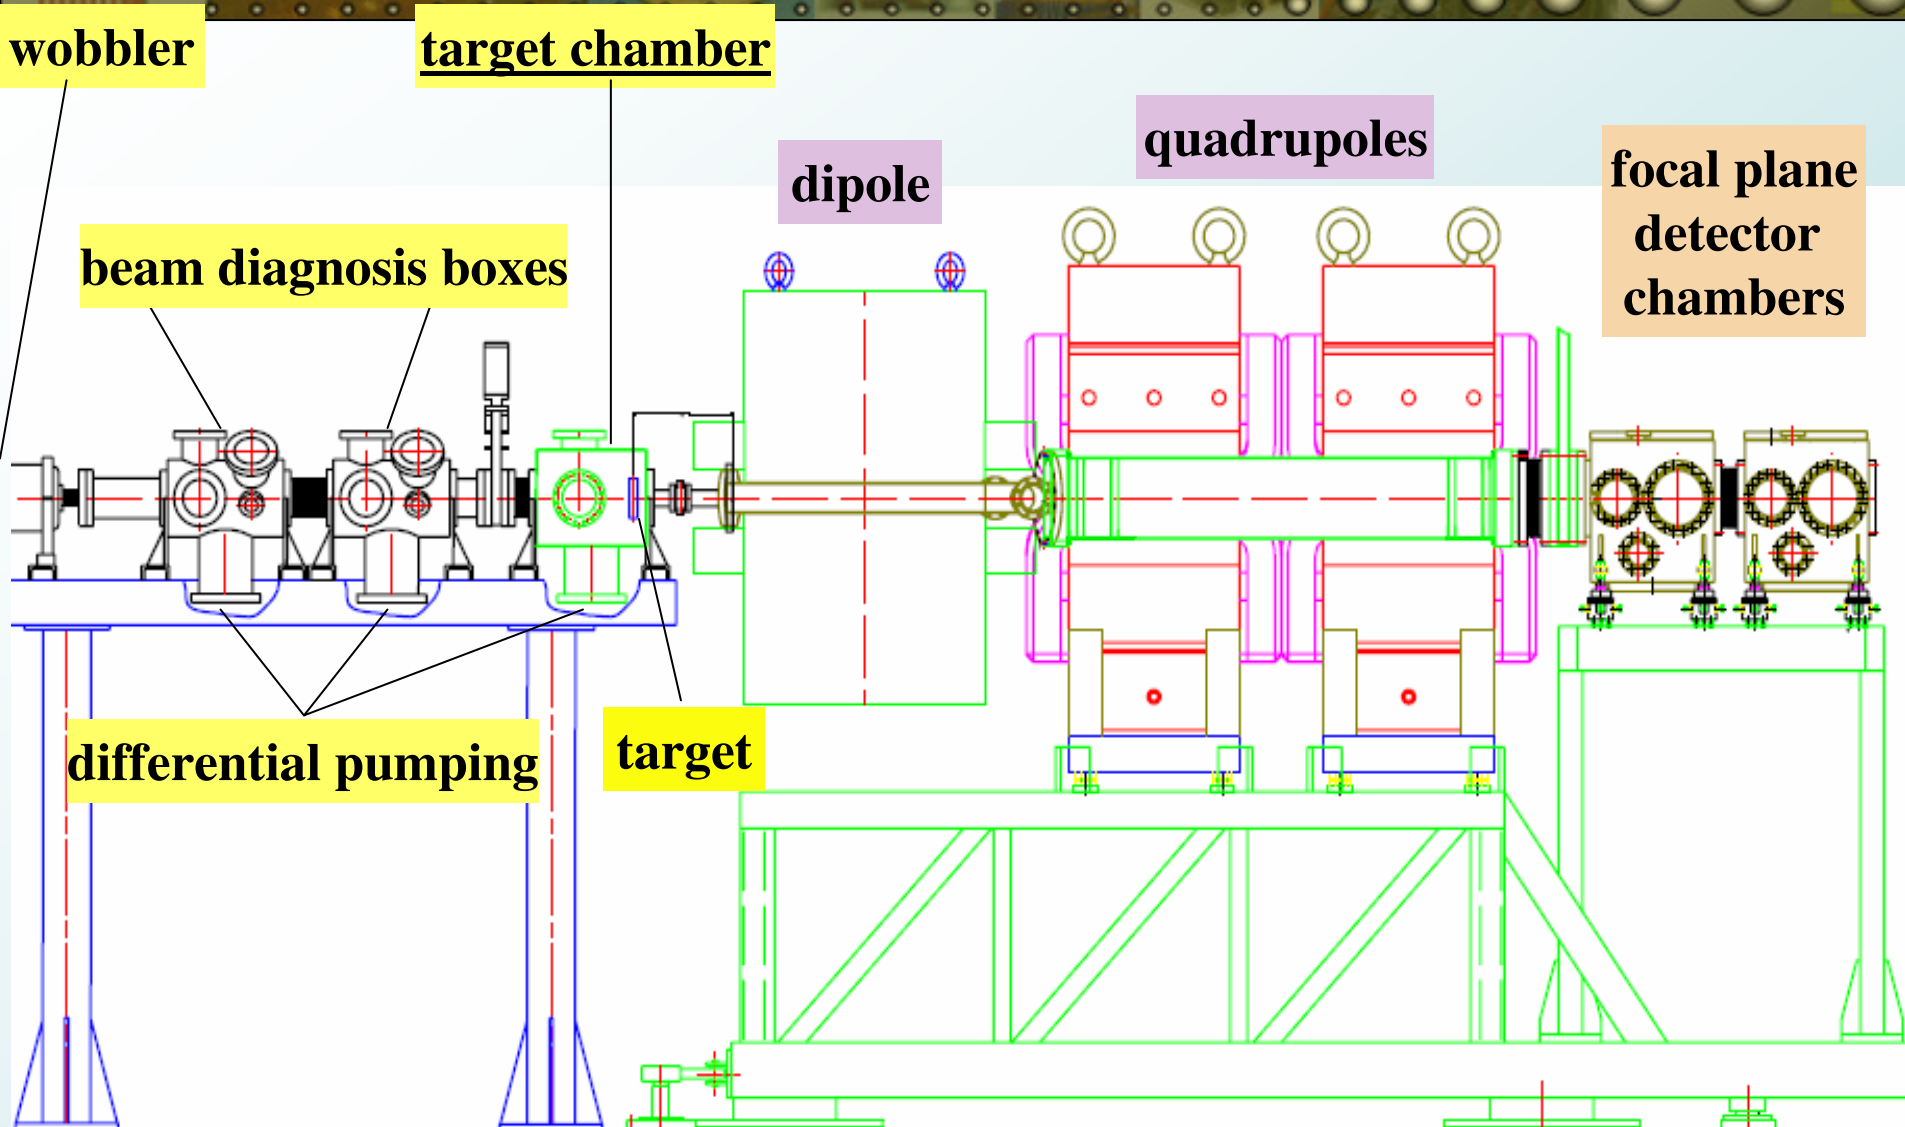 wobbler
target chamber
quadrupoles
dipole
focal plane
detector
chambers
beam diagnosis boxes
differential pumping
target